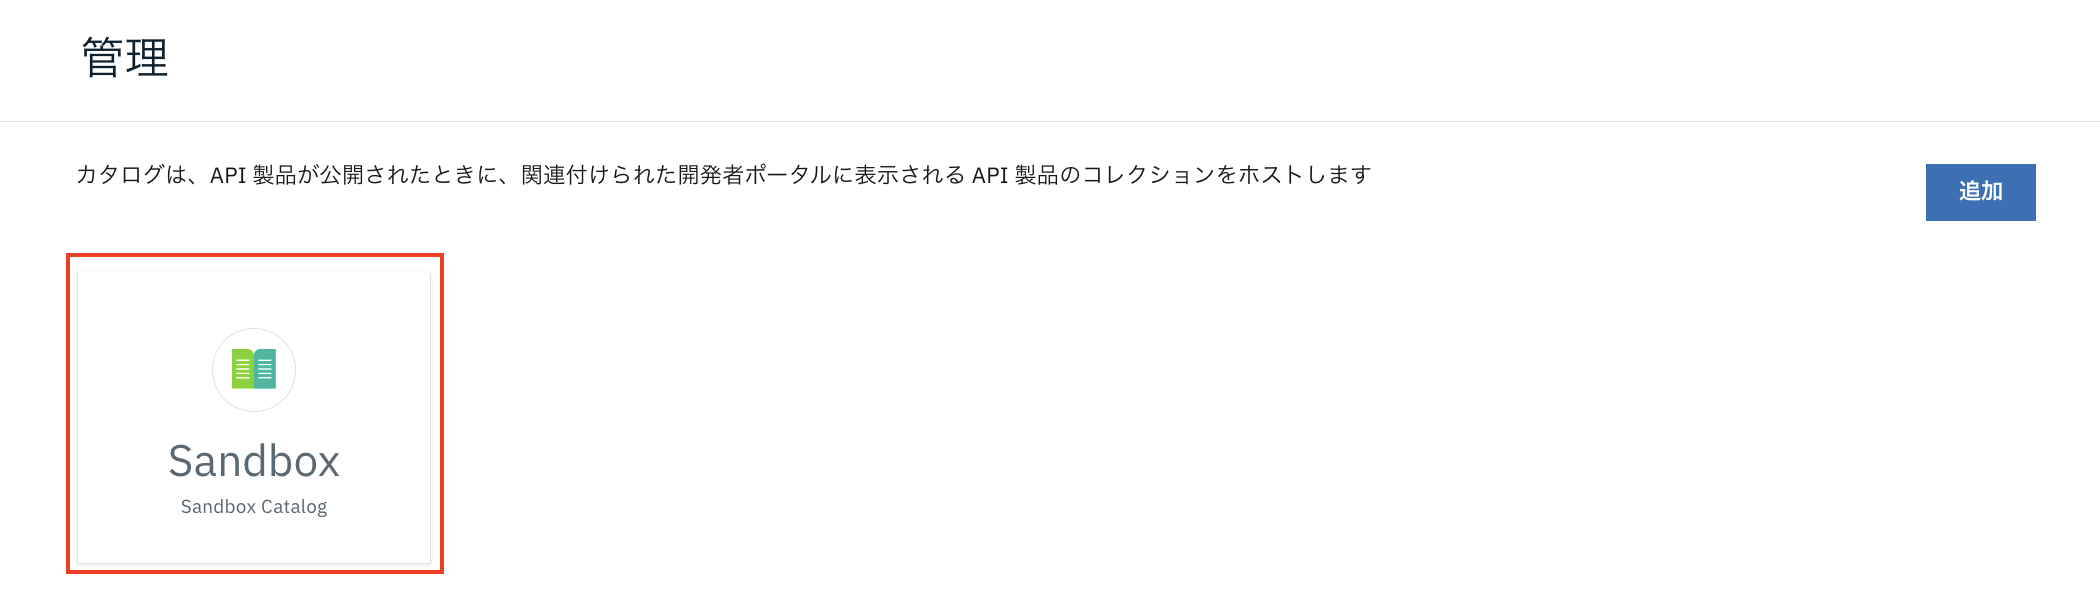 管理
カタログは、API 製品が公開されたときに、関連付けられた開発者ポータルに表示される API 製品のコレクションをホストします
追加
Sandbox
Sandbox Catalog